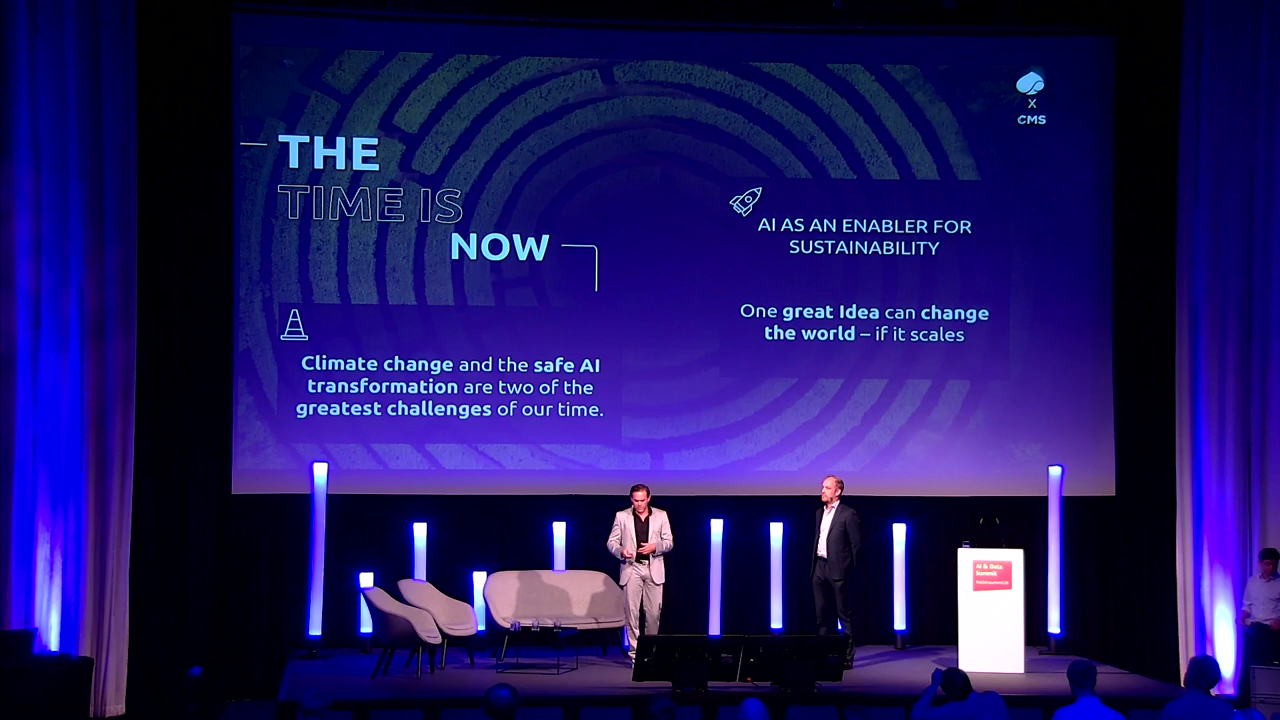 THE
TIME IS
NOW
Climate change and the safe AI
transformation are two of the
greatest challenges of our time.
X
CMS
AI AS AN ENABLER FOR
SUSTAINABILITY
One great Idea can change
the world – if it scales
AI & Data
Summit